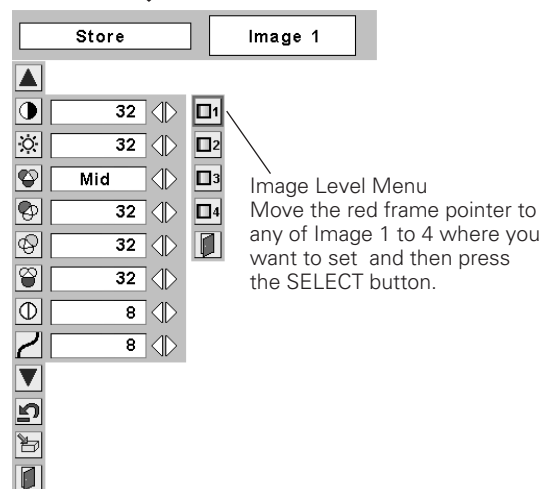 Store Image 1
32 1
32 2
Mid 3
32 4
32
32
8
8
Image Level Menu
Move the red frame pointer to
any of Image 1 to 4 where you
want to set and then press
the SELECT button.